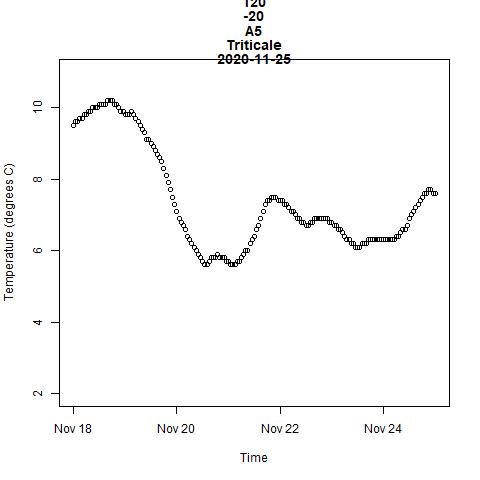 120
-20
A5
Triticale
2020-11-25
Temperature (degrees C)
10
8
6
4
2
Nov 18
Nov 20
Nov 22
Nov 24
Time